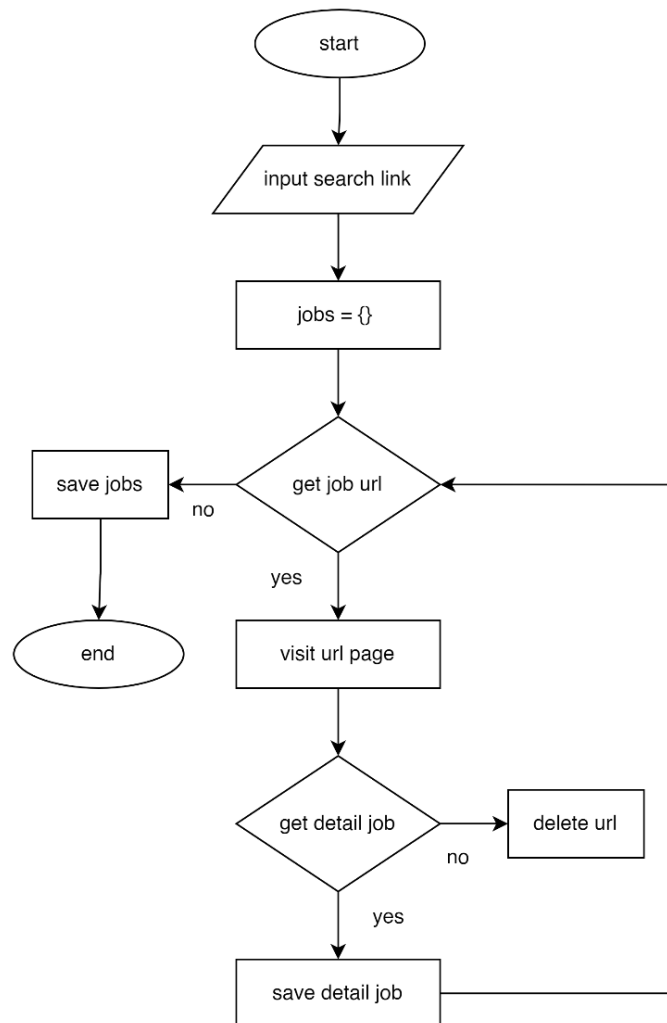 start
input search link
jobs = {}
get job url
no
save jobs
yes
end
visit url page
get detail job
no
delete url
yes
save detail job